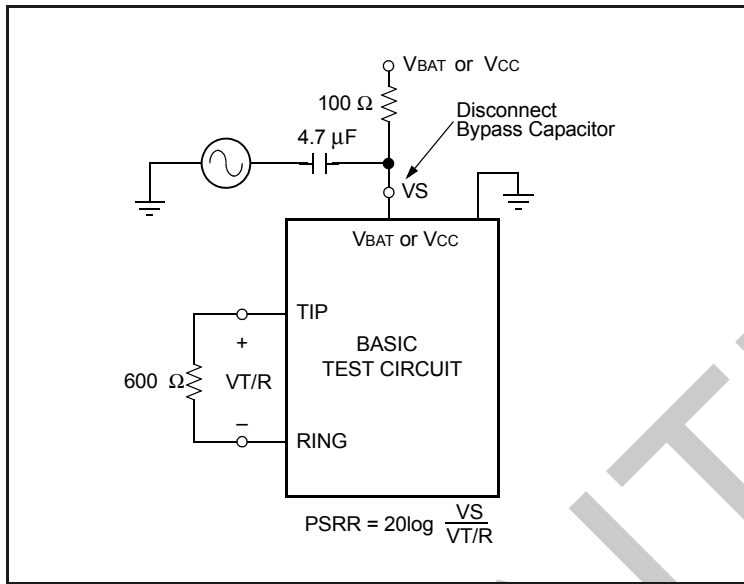 VBAT or VCC
100 Ω
Disconnect
Bypass Capacitor
4.7 μF
VS
VBAT or VCC
TIP
+
BASIC
TEST CIRCUIT
600 Ω
VT/R
–
RING
PSRR = 20log VS
VT/R